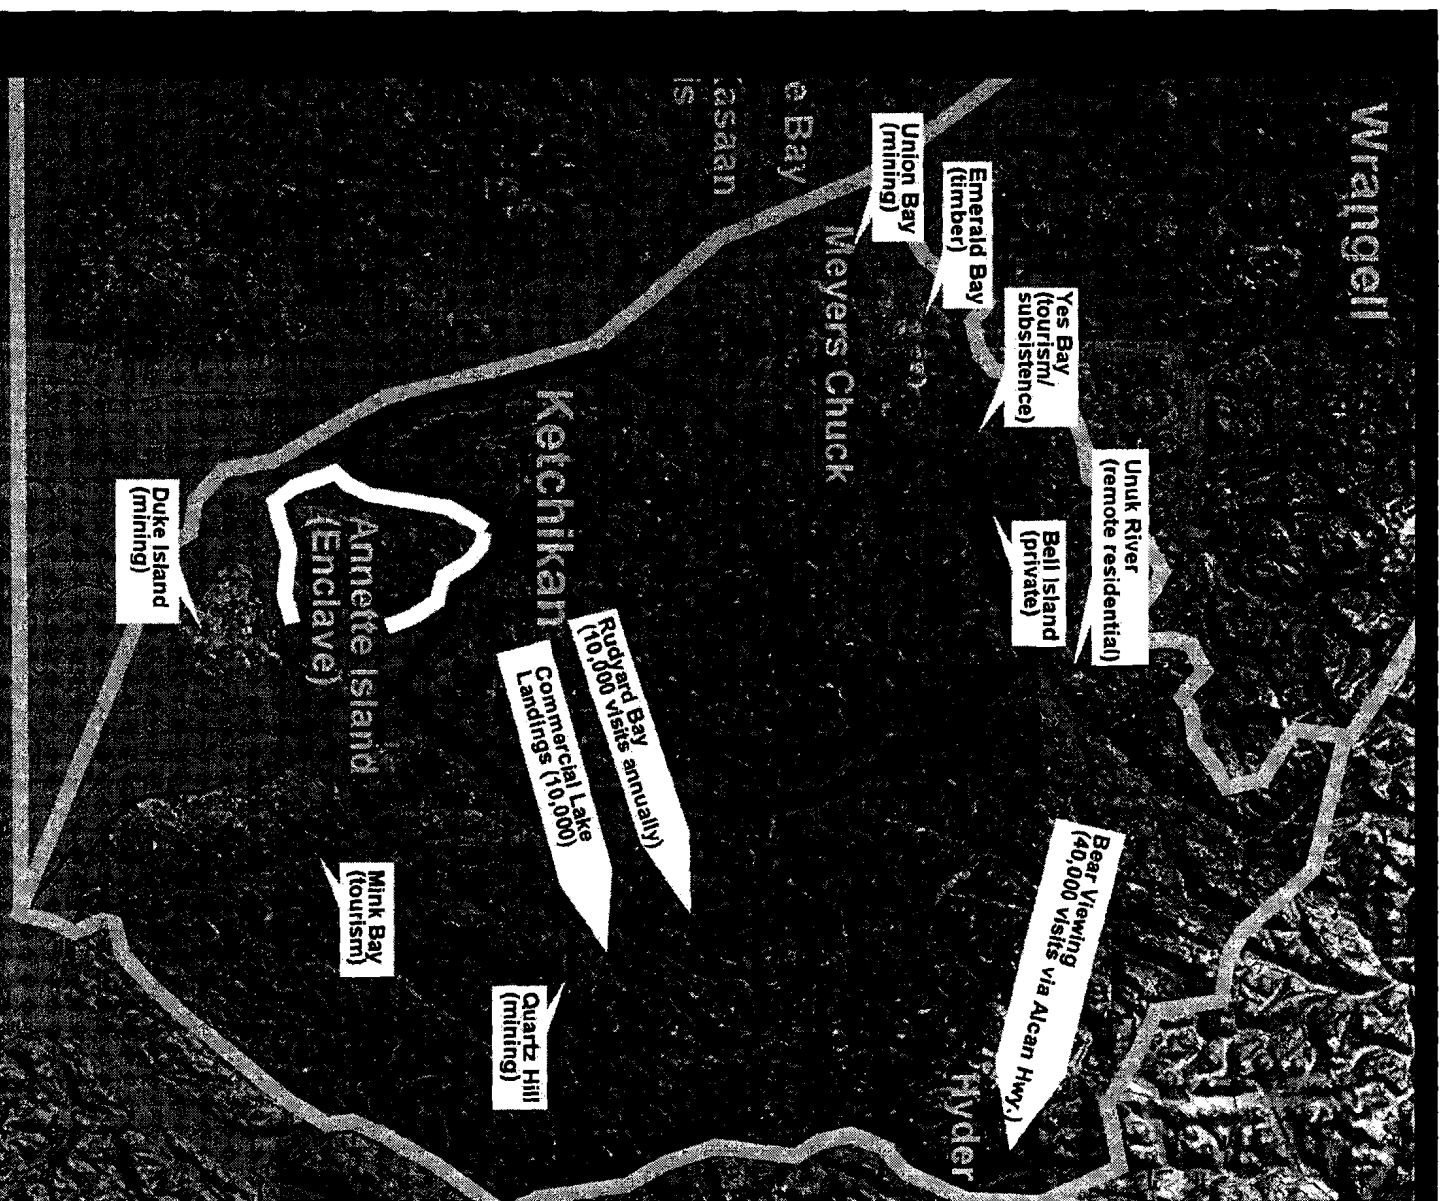 Wrangell
Unuk River
(remote residential)
Yes Bay
(tourism/
subsistence)
Bell Island
(private)
Bear Viewing
(40,000 visits via Alcan Hwy.)
Emerald Bay
(timber)
Hyder
Union Bay
(mining)
Meyers Chuck
e Bay
asaan
is
Rudyard Bay
(10,000 visits annually)
Commercial Lake
Landings (10,000)
Ketchikan
Quartz Hill
(mining)
Annette Island
(Enclave)
Mink Bay
(tourism)
Duke Island
(mining)